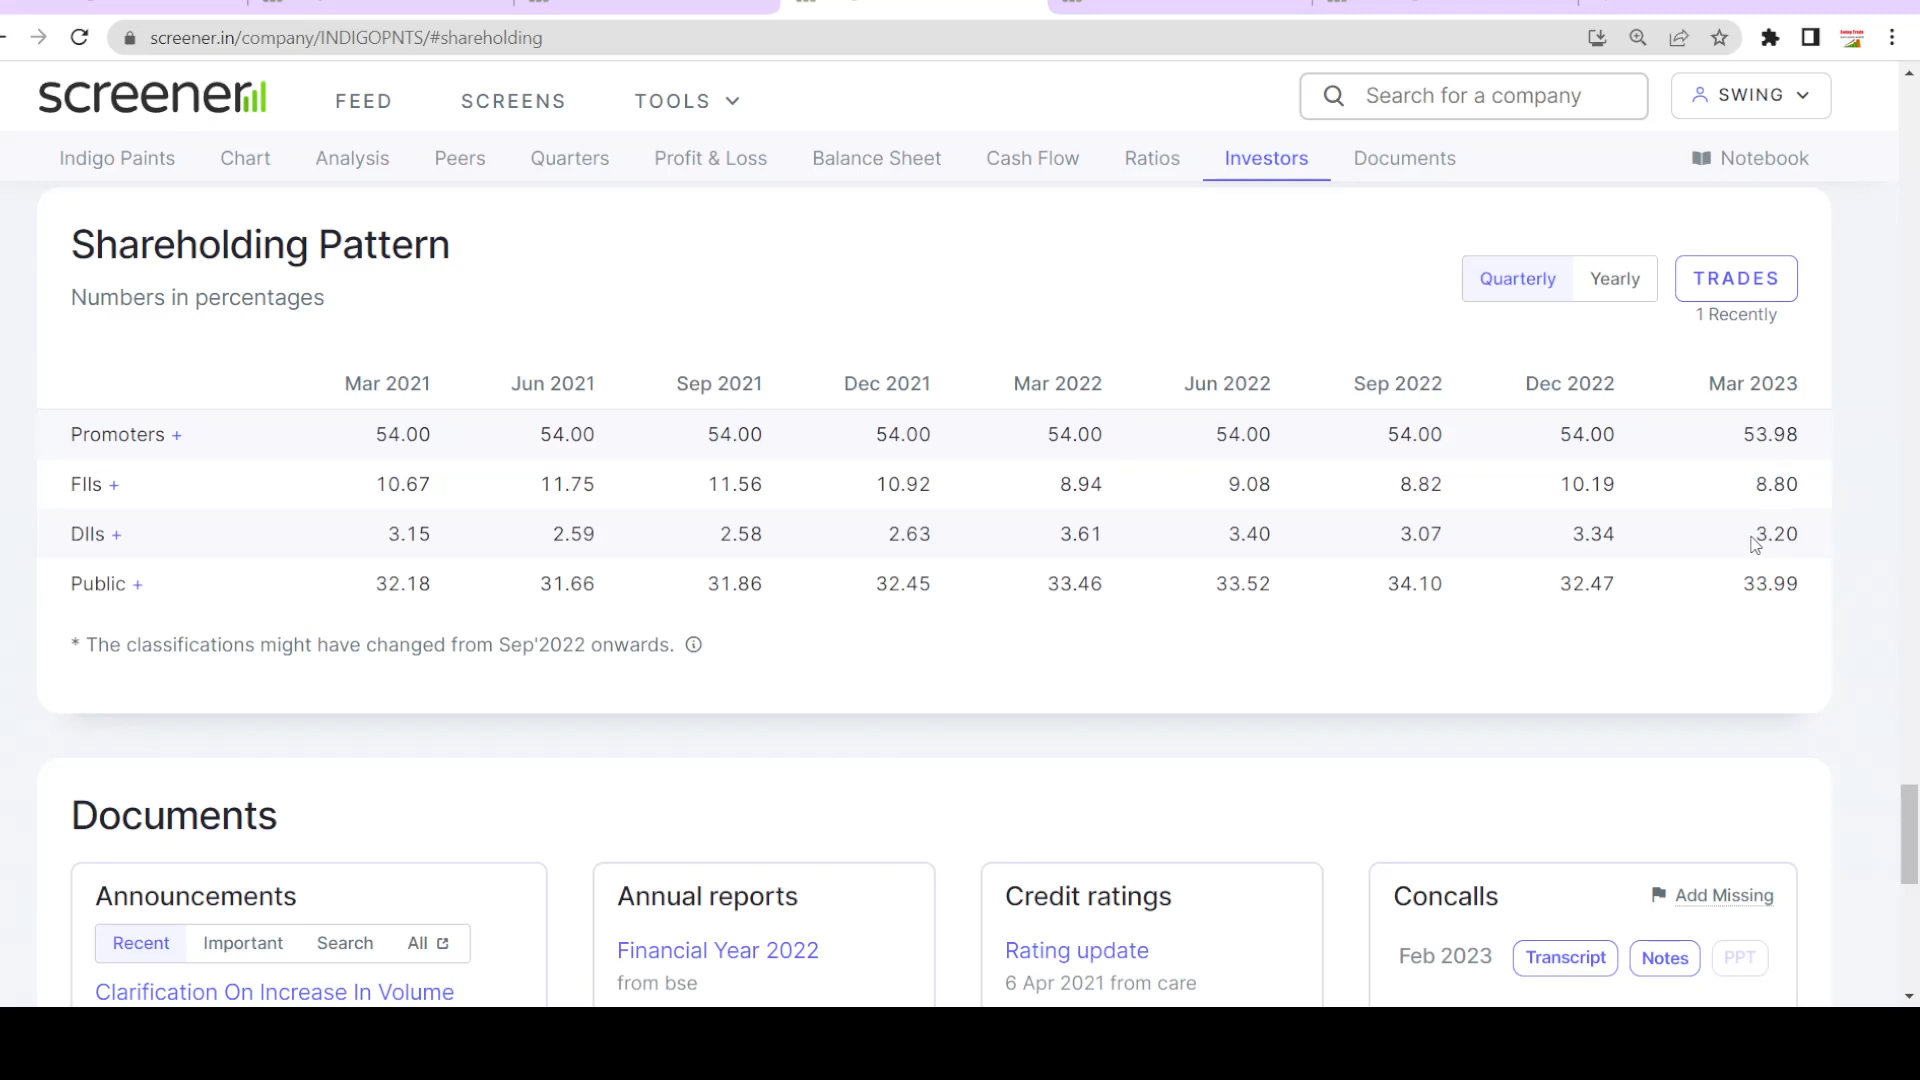 screener.in/company/INDIGOPNTS/#shareholding
screener
FEED SCREENS TOOLS
Search for a company
SWING
Indigo Paints Chart Analysis Peers Quarters Profit & Loss Balance Sheet Cash Flow Ratios Investors Documents Notebook
Shareholding Pattern
Numbers in percentages
Quarterly Yearly TRADES
1 Recently
Mar 2021 Jun 2021 Sep 2021 Dec 2021 Mar 2022 Jun 2022 Sep 2022 Dec 2022 Mar 2023
Promoters + 54.00 54.00 54.00 54.00 54.00 54.00 54.00 54.00 53.98
FIIs + 10.67 11.75 11.56 10.92 8.94 9.08 8.82 10.19 8.80
DIIs + 3.15 2.59 2.58 2.63 3.61 3.40 3.07 3.34 3.20
Public + 32.18 31.66 31.86 32.45 33.46 33.52 34.10 32.47 33.99
* The classifications might have changed from Sep'2022 onwards.
Documents
Announcements
Recent Important Search All
Clarification On Increase In Volume
Annual reports
Financial Year 2022
from bse
Credit ratings
Rating update
6 Apr 2021 from care
Concalls Add Missing
Feb 2023 Transcript Notes PPT